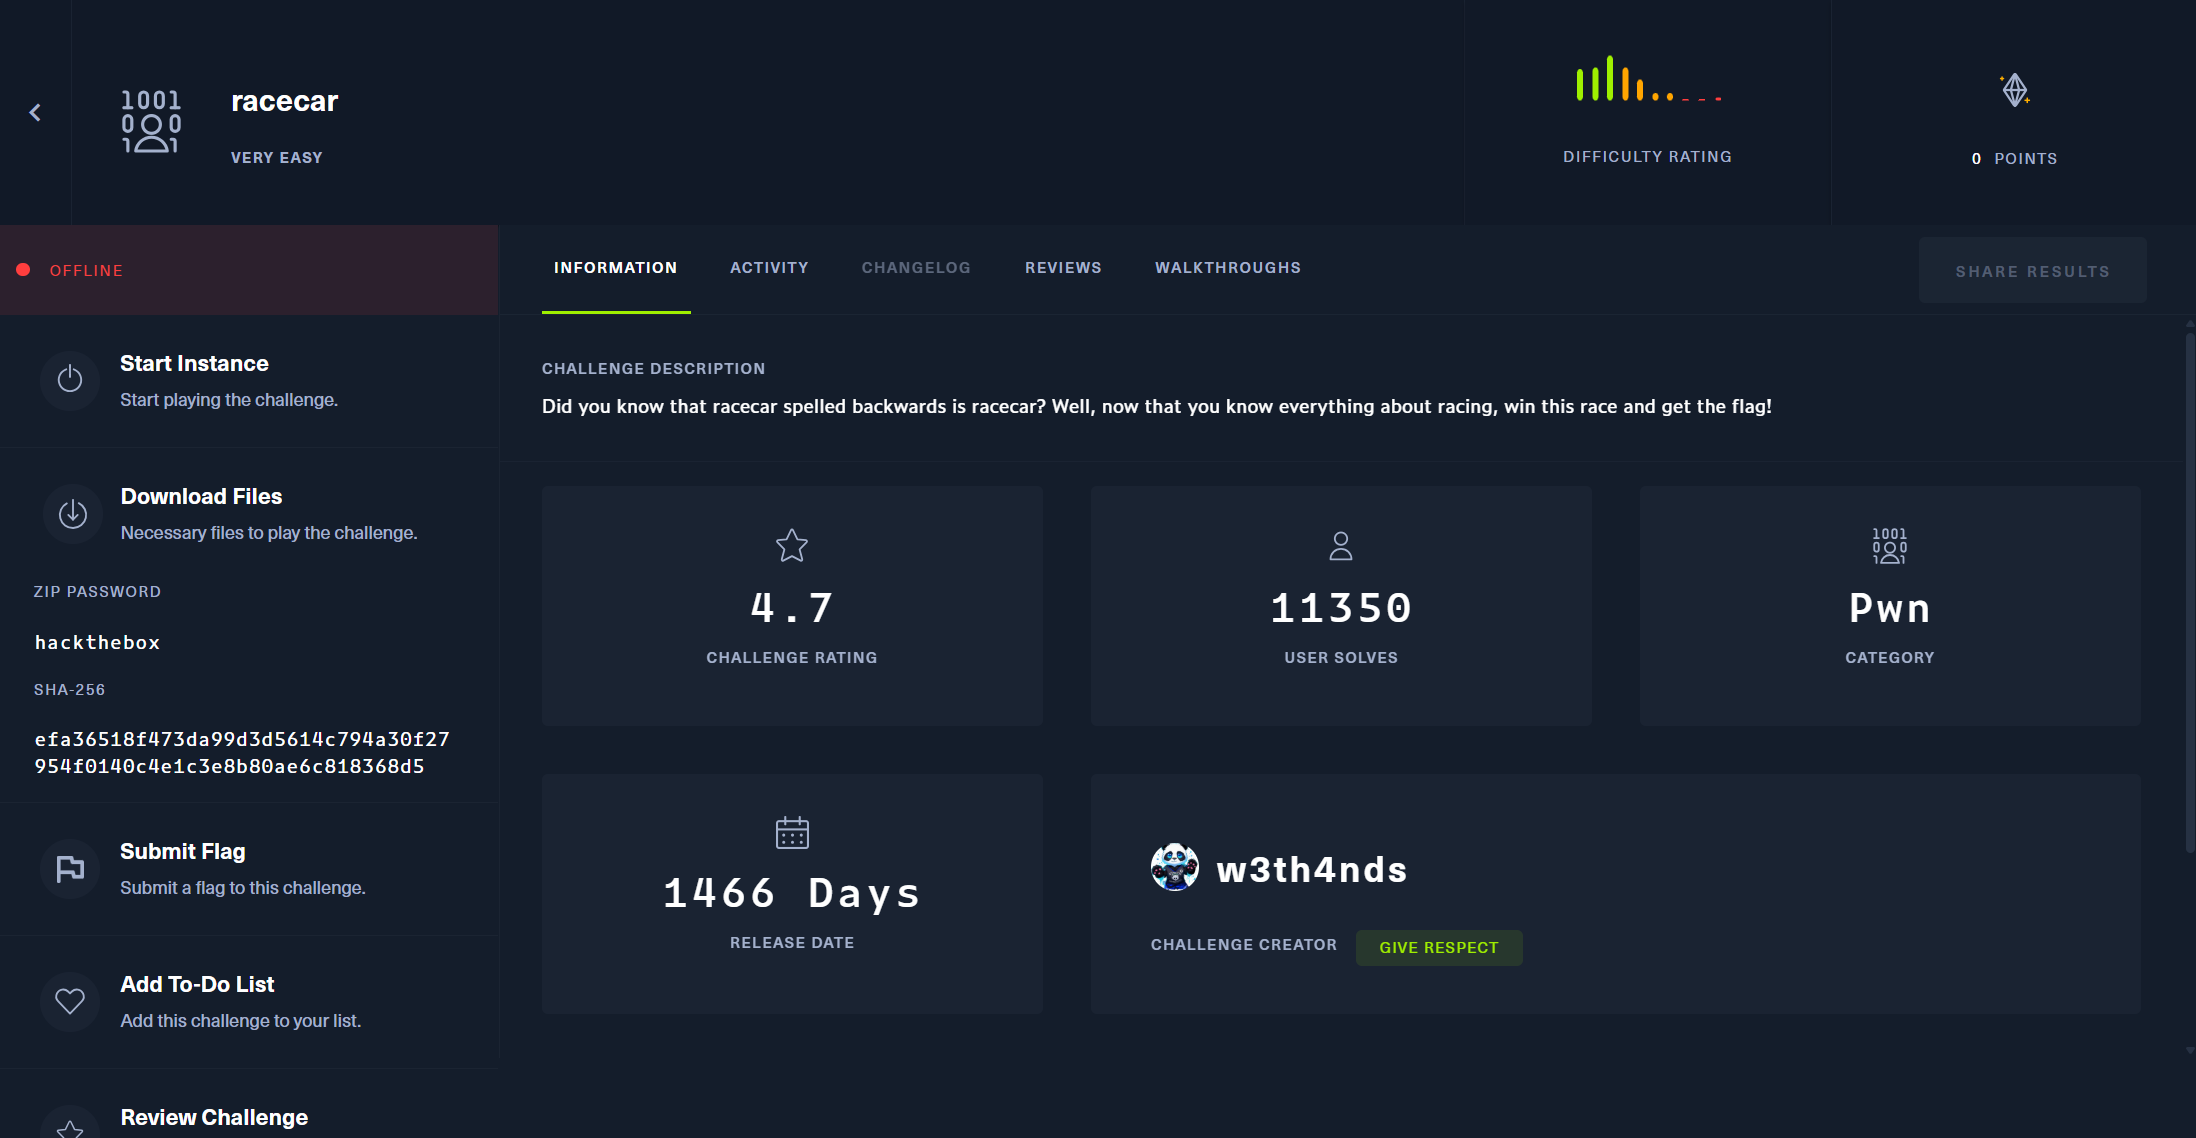 racecar
VERY EASY
DIFFICULTY RATING
0 POINTS
OFFLINE
INFORMATION
ACTIVITY
CHANGELOG
REVIEWS
WALKTHROUGHS
SHARE RESULTS
Start Instance
Start playing the challenge.
Download Files
Necessary files to play the challenge.
ZIP PASSWORD
hackthebox
SHA-256
efa36518f473da99d3d5614c794a30f27
954f0140c4e1c3e8b80ae6c818368d5
Submit Flag
Submit a flag to this challenge.
Add To-Do List
Add this challenge to your list.
Review Challenge
CHALLENGE DESCRIPTION
Did you know that racecar spelled backwards is racecar? Well, now that you know everything about racing, win this race and get the flag!
4.7
CHALLENGE RATING
11350
USER SOLVES
Pwn
CATEGORY
1466 Days
RELEASE DATE
w3th4nds
CHALLENGE CREATOR
GIVE RESPECT